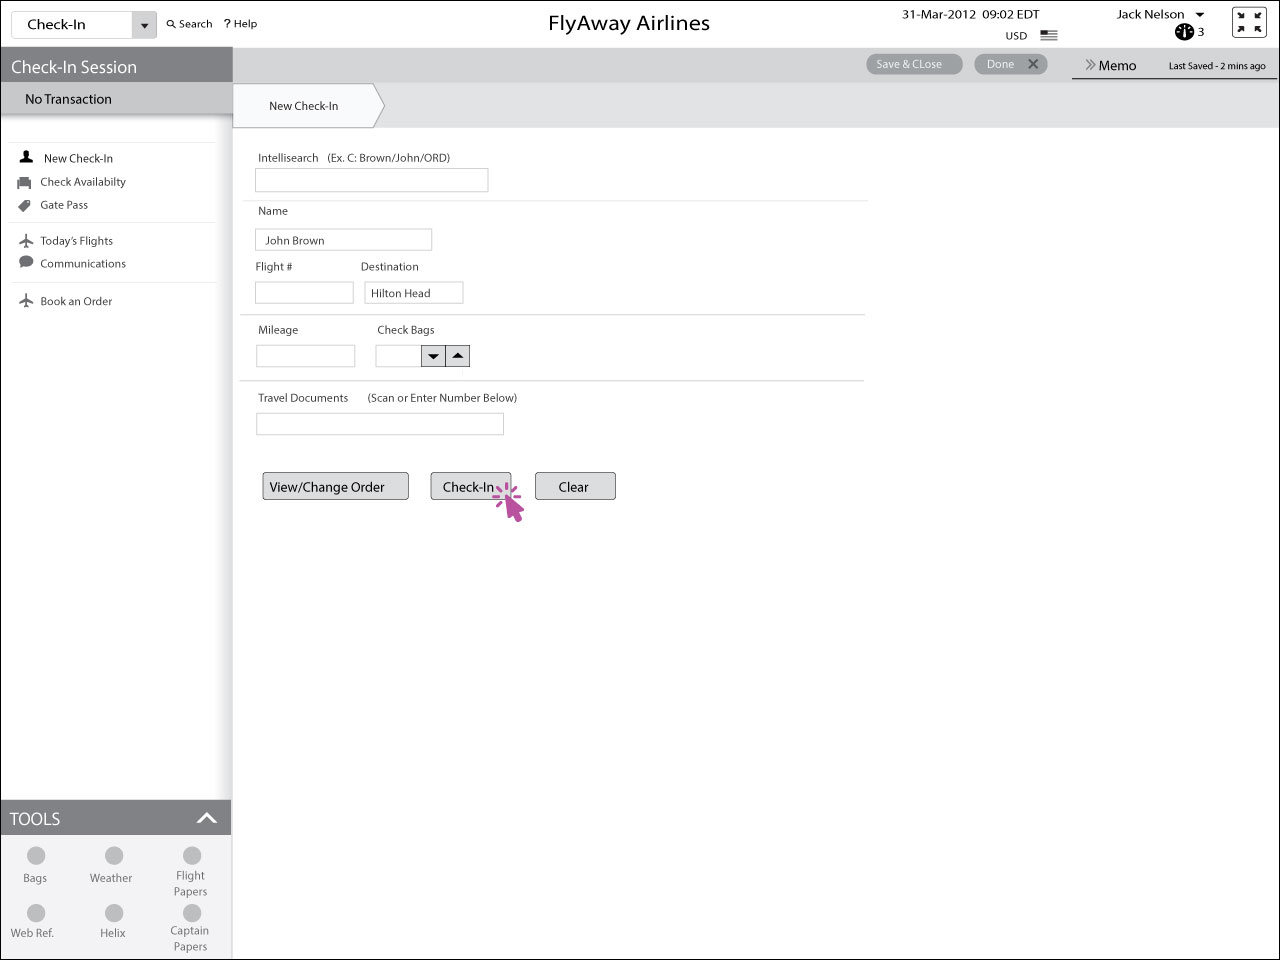 Check-In
Search
? Help
FlyAway Airlines
31-Mar-2012 09:02 EDT
USD
Jack Nelson
3
Check-In Session
Save & CLose
Done
Memo
Last Saved - 2 mins ago
No Transaction
New Check-In
New Check-In
Check Availabilty
Gate Pass
Today's Flights
Communications
Book an Order
Intellisearch (Ex. C: Brown/John/ORD)
Name
John Brown
Flight # Destination
Hilton Head
Mileage Check Bags
Travel Documents (Scan or Enter Number Below)
View/Change Order Check-In Clear
TOOLS
Bags
Weather
Flight
Papers
Web Ref.
Helix
Captain
Papers